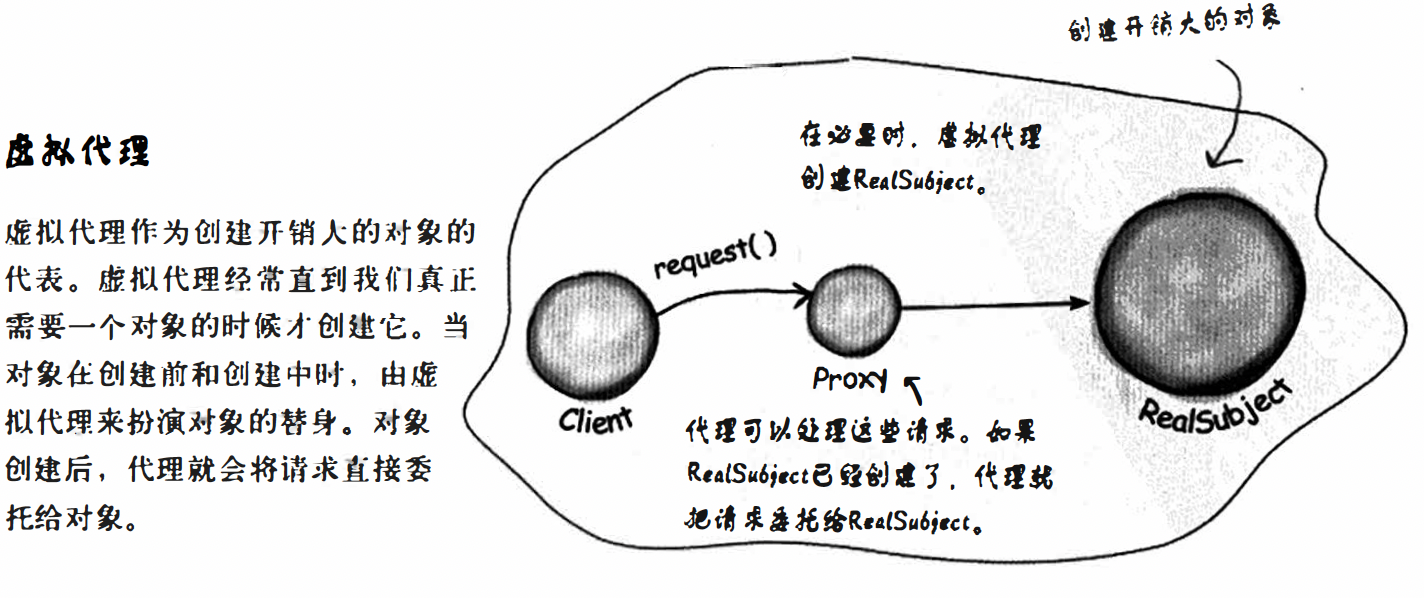 虚拟代理
虚拟代理作为创建开销大的对象的
代表。虚拟代理经常直到我们真正
需要一个对象的时候才创建它。当
对象在创建前和创建中时，由虚
拟代理来扮演对象的替身。对象
创建后，代理就会将请求直接委
托给对象。
创建开销大的对象
在必要时，虚拟代理
创建RealSubject。
request()
Client
Proxy
RealSubject
代理可以处理这些请求。如果
RealSubject已经创建了，代理就
把请求委托给RealSubject。